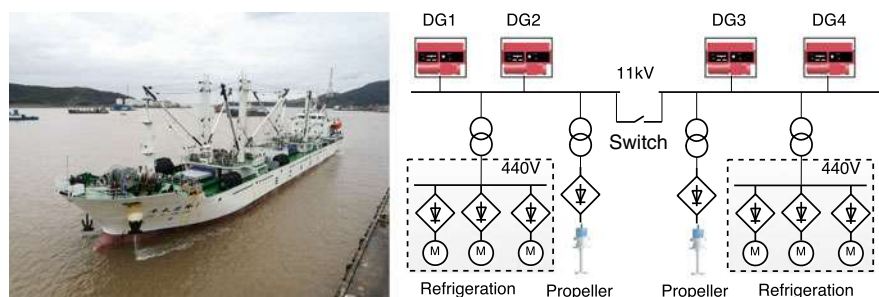 DG1 DG2 DG3 DG4
11kV
Switch
440V 440V
M M M M M M
Refrigeration Propeller Propeller Refrigeration